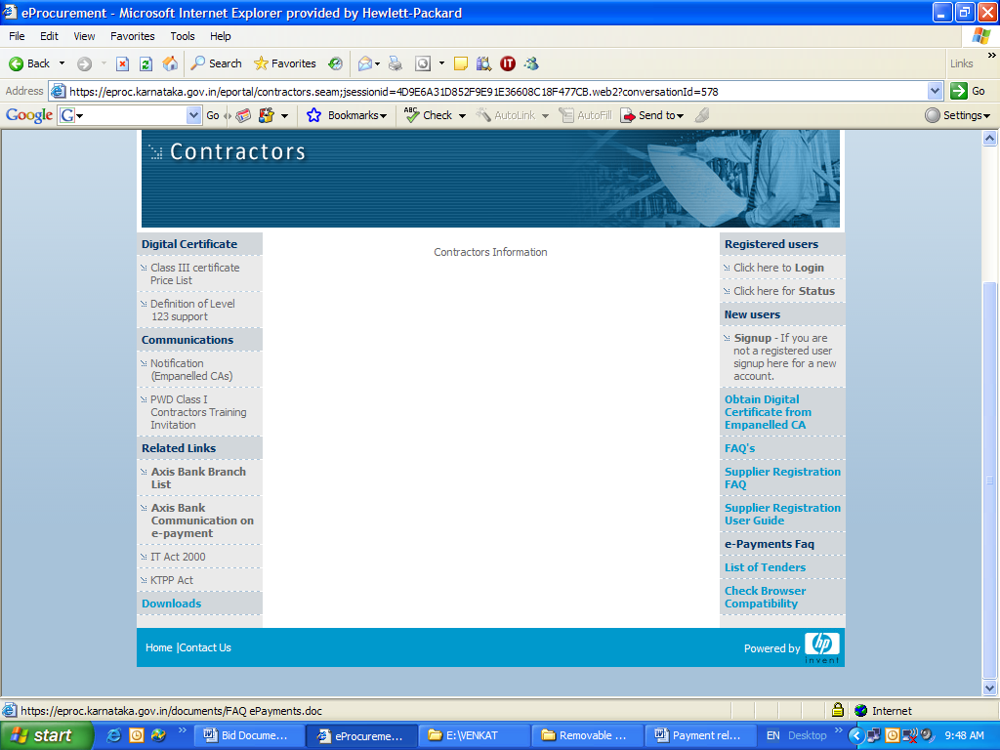 eProcurement - Microsoft Internet Explorer provided by Hewlett-Packard
File Edit View Favorites Tools Help
Back Search Favorites Links
Address https://eproc.karnataka.gov.in/eportal/contractors.seam;jsessionid=4D9E6A31D852F9E91E36608C18F477CB.web2?conversationId=578 Go
Google G Go Bookmarks ABC Check AutoLink AutoFill Send to Settings
Contractors
Digital Certificate
Class III certificate
Price List
Definition of Level
123 support
Communications
Notification
(Empanelled CAs)
PWD Class I
Contractors Training
Invitation
Related Links
Axis Bank Branch
List
Axis Bank
Communication on
e-payment
IT Act 2000
KTPP Act
Downloads
Contractors Information
Registered users
Click here to Login
Click here for Status
New users
Signup - If you are
not a registered user
signup here for a new
account.
Obtain Digital
Certificate from
Empanelled CA
FAQ's
Supplier Registration
FAQ
Supplier Registration
User Guide
e-Payments Faq
List of Tenders
Check Browser
Compatibility
Home |Contact Us
Powered by hp
invent
https://eproc.karnataka.gov.in/documents/FAQ ePayments.doc Internet
start Bid Docume... eProcureme... E:\VENKAT Removable ... Payment rel... EN Desktop 9:48 AM